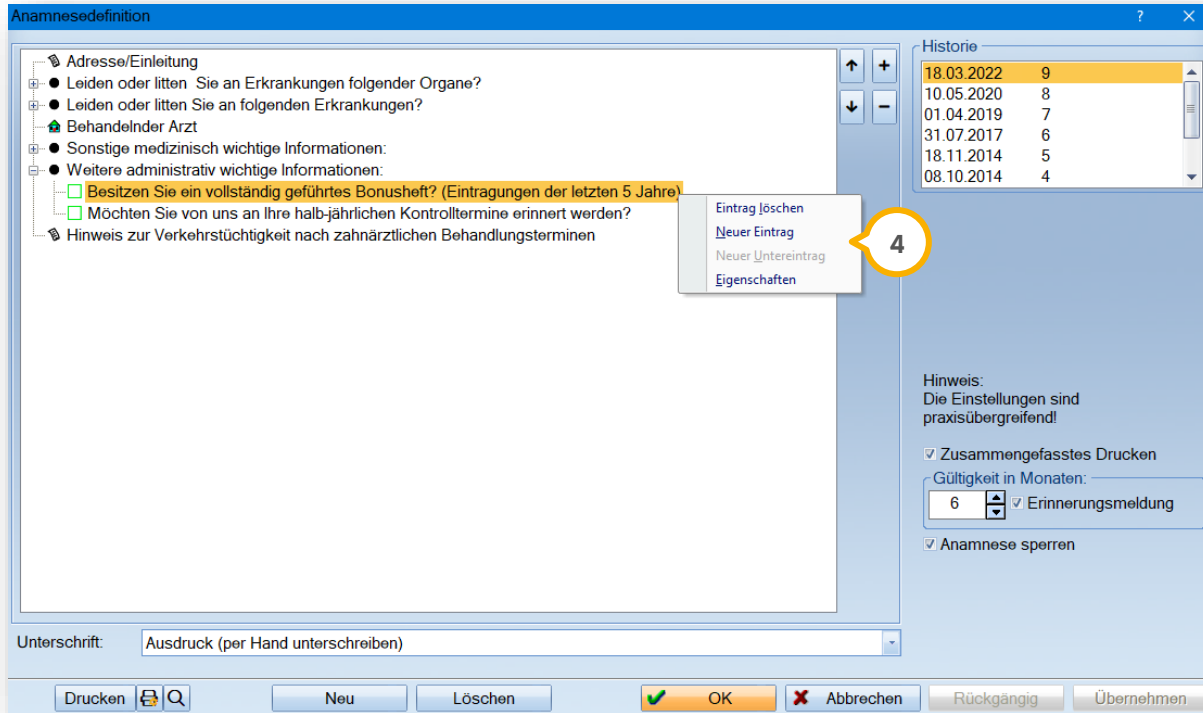 Anamnesedefinition
?
Adresse/Einleitung
Leiden oder litten Sie an Erkrankungen folgender Organe?
Leiden oder litten Sie an folgenden Erkrankungen?
Behandelnder Arzt
Sonstige medizinisch wichtige Informationen:
Weitere administrativ wichtige Informationen:
Besitzen Sie ein vollständig geführtes Bonusheft? (Eintragungen der letzten 5 Jahre)
Möchten Sie von uns an Ihre halb-jährlichen Kontrolltermine erinnert werden?
Hinweis zur Verkehrstüchtigkeit nach zahnärztlichen Behandlungsterminen
Eintrag löschen
Neuer Eintrag
Neuer Untereintrag
Eigenschaften
4
Historie
18.03.2022 9
10.05.2020 8
01.04.2019 7
31.07.2017 6
18.11.2014 5
08.10.2014 4
Hinweis:
Die Einstellungen sind
praxisübergreifend!
Zusammengefasstes Drucken
Gültigkeit in Monaten:
6 Erinnerungsmeldung
Anamnese sperren
Unterschrift: Ausdruck (per Hand unterschreiben)
Drucken Neu Löschen OK Abbrechen Rückgängig Übernehmen